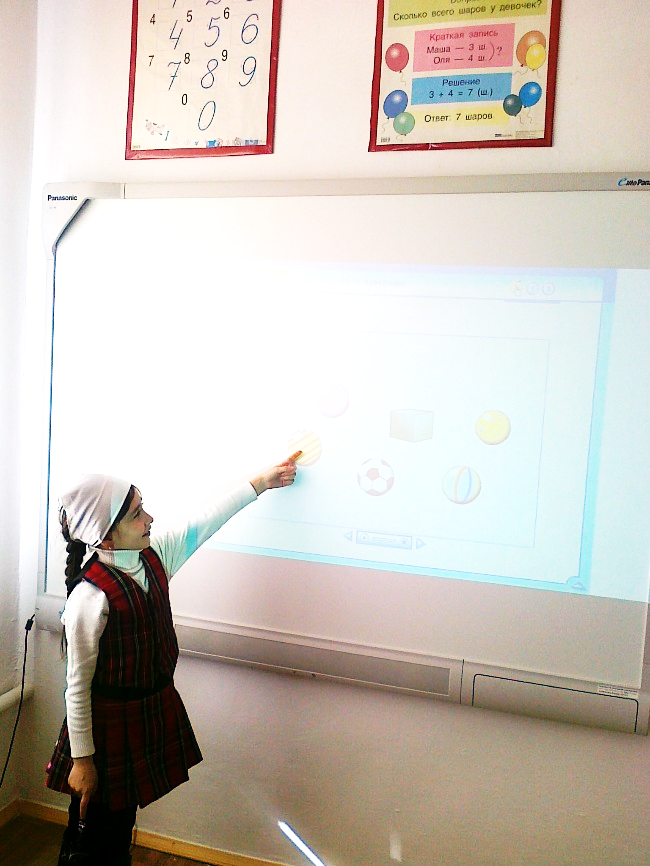 4 5 6
4 5 6
7 8 9
7 8 9
0
0
Сколько всего шаров у девочек?
Краткая запись
Маша — 3 ш.
Оля — 4 ш. ) ?
Решение
3 + 4 = 7 (ш.)
Ответ: 7 шаров
Panasonic